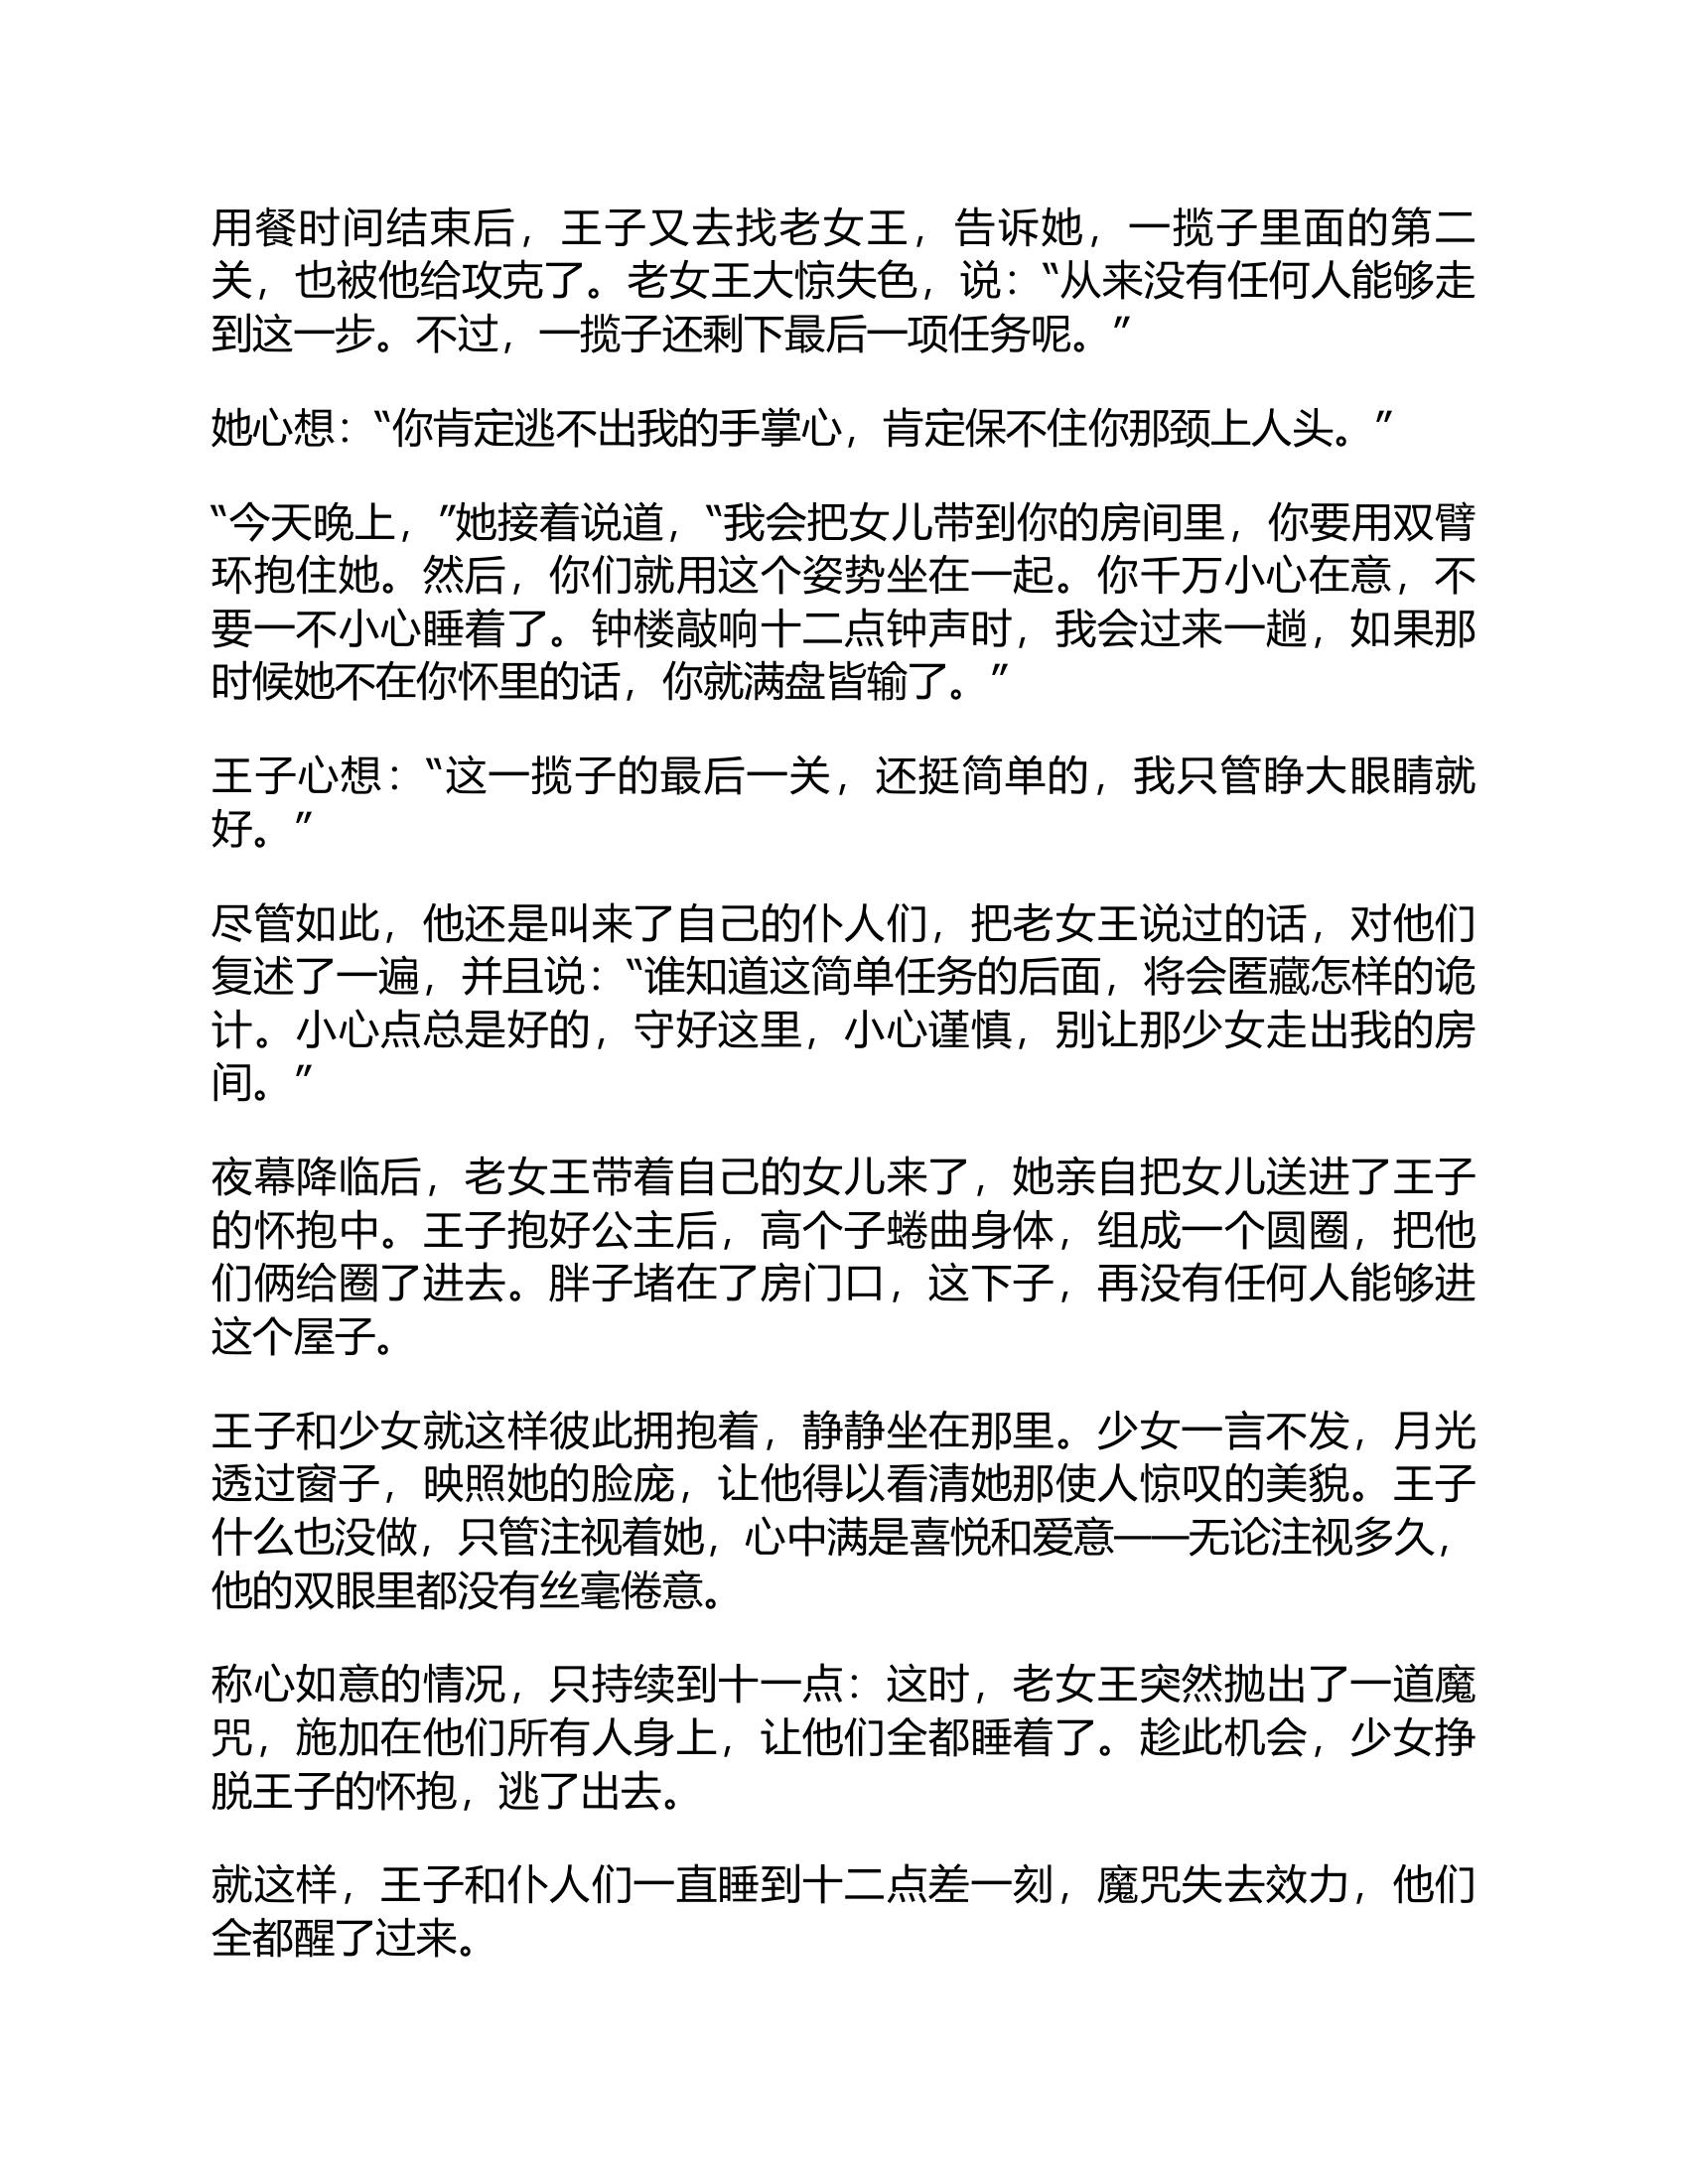 用餐时间结束后，王子又去找老女王，告诉她，一揽子里面的第二
关，也被他给攻克了。老女王大惊失色，说：“从来没有任何人能够走
到这一步。不过，一揽子还剩下最后一项任务呢。”
她心想：“你肯定逃不出我的手掌心，肯定保不住你那颈上人头。”
“今天晚上，”她接着说道，“我会把女儿带到你的房间里，你要用双臂
环抱住她。然后，你们就用这个姿势坐在一起。你千万小心在意，不
要一不小心睡着了。钟楼敲响十二点钟声时，我会过来一趟，如果那
时候她不在你怀里的话，你就满盘皆输了。”
王子心想：“这一揽子的最后一关，还挺简单的，我只管睁大眼睛就
好。”
尽管如此，他还是叫来了自己的仆人们，把老女王说过的话，对他们
复述了一遍，并且说：“谁知道这简单任务的后面，将会匿藏怎样的诡
计。小心点总是好的，守好这里，小心谨慎，别让那少女走出我的房
间。”
夜幕降临后，老女王带着自己的女儿来了，她亲自把女儿送进了王子
的怀抱中。王子抱好公主后，高个子蜷曲身体，组成一个圆圈，把他
们俩给圈了进去。胖子堵在了房门口，这下子，再没有任何人能够进
这个屋子。
王子和少女就这样彼此拥抱着，静静坐在那里。少女一言不发，月光
透过窗子，映照她的脸庞，让他得以看清她那使人惊叹的美貌。王子
什么也没做，只管注视着她，心中满是喜悦和爱意——无论注视多久，
他的双眼里都没有丝毫倦意。
称心如意的情况，只持续到十一点：这时，老女王突然抛出了一道魔
咒，施加在他们所有人身上，让他们全都睡着了。趁此机会，少女挣
脱王子的怀抱，逃了出去。
就这样，王子和仆人们一直睡到十二点差一刻，魔咒失去效力，他们
全都醒了过来。